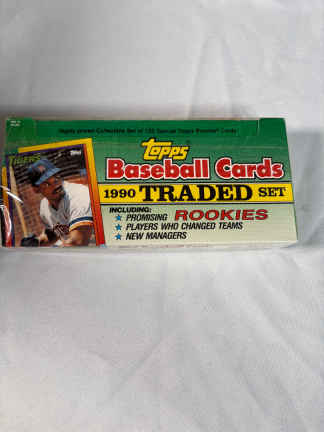 Highly prized Collectible Set of 132 Special Topps Premier Cards
topps
Baseball Cards
1990 TRADED SET
INCLUDING:
★ PROMISING ROOKIES
★ PLAYERS WHO CHANGED TEAMS
★ NEW MANAGERS
TIGERS
topps